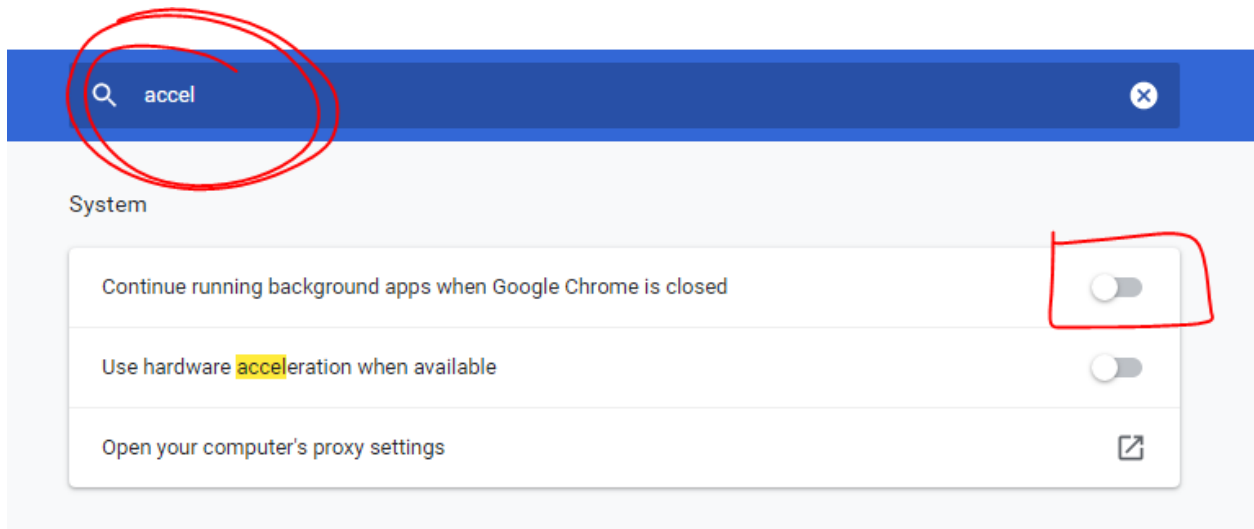 accel
System
Continue running background apps when Google Chrome is closed
Use hardware acceleration when available
Open your computer's proxy settings